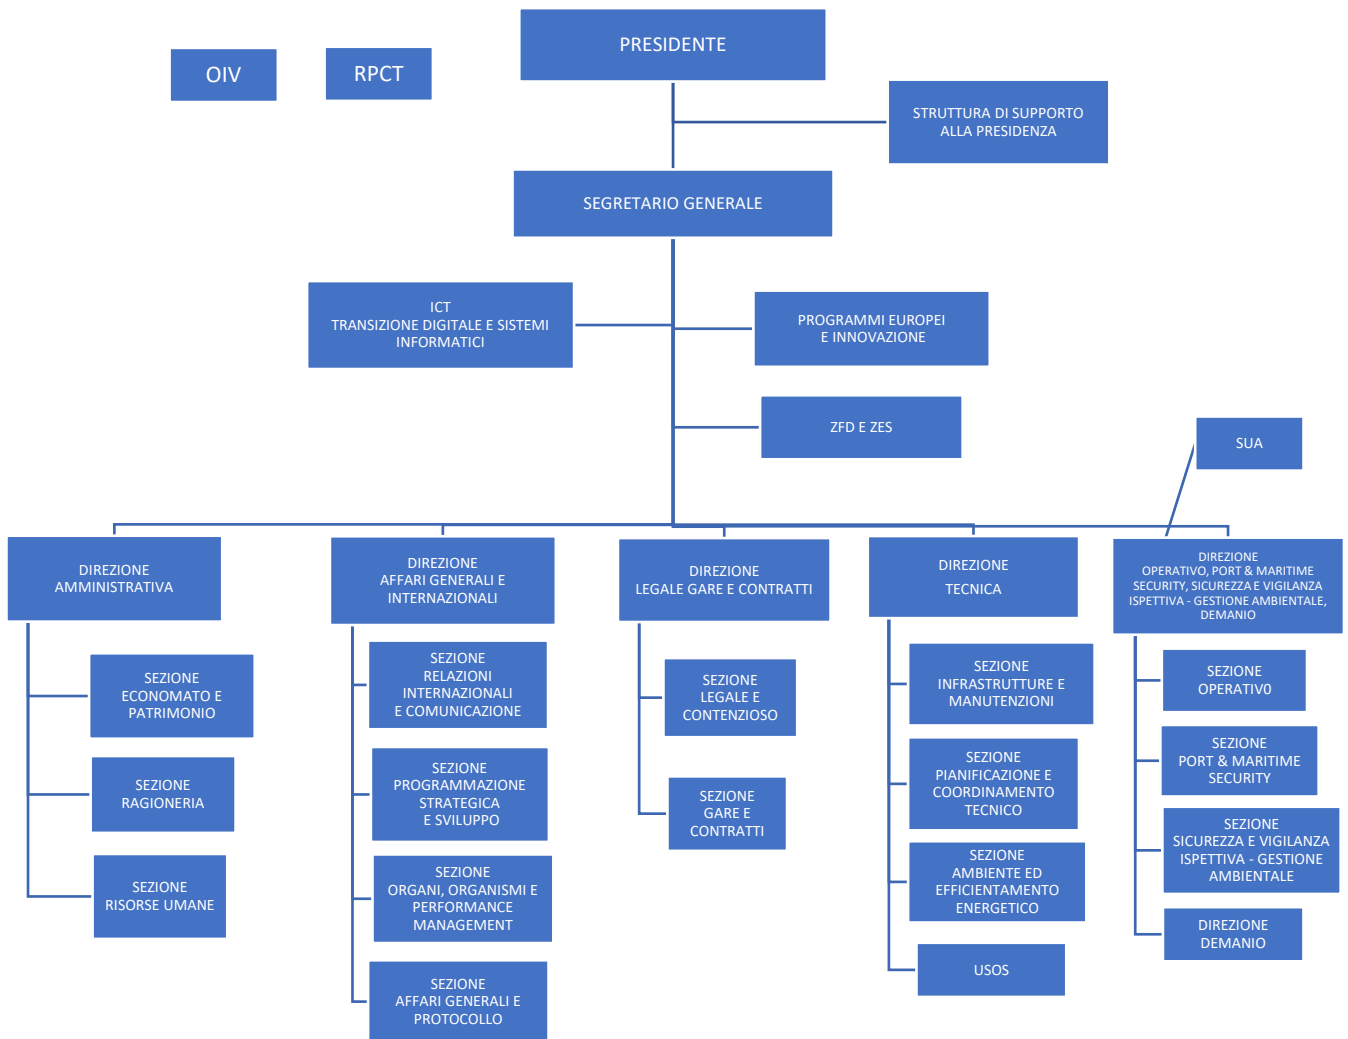 PRESIDENTE
OIV
RPCT
STRUTTURA DI SUPPORTO
ALLA PRESIDENZA
SEGRETARIO GENERALE
ICT
TRANSIZIONE DIGITALE E SISTEMI
INFORMATICI
PROGRAMMI EUROPEI
E INNOVAZIONE
ZFD E ZES
SUA
DIREZIONE
AMMINISTRATIVA
SEZIONE
ECONOMATO E
PATRIMONIO
SEZIONE
RAGIONERIA
SEZIONE
RISORSE UMANE
DIREZIONE
AFFARI GENERALI E
INTERNAZIONALI
SEZIONE
RELAZIONI
INTERNAZIONALI
E COMUNICAZIONE
SEZIONE
PROGRAMMAZIONE
STRATEGICA
E SVILUPPO
SEZIONE
ORGANI, ORGANISMI E
PERFORMANCE
MANAGEMENT
SEZIONE
AFFARI GENERALI E
PROTOCOLLO
DIREZIONE
LEGALE GARE E CONTRATTI
SEZIONE
LEGALE E
CONTENZIOSO
SEZIONE
GARE E
CONTRATTI
DIREZIONE
TECNICA
SEZIONE
INFRASTRUTTURE E
MANUTENZIONI
SEZIONE
PIANIFICAZIONE E
COORDINAMENTO
TECNICO
SEZIONE
AMBIENTE ED
EFFICIENTAMENTO
ENERGETICO
USOS
DIREZIONE
OPERATIVO, PORT & MARITIME
SECURITY, SICUREZZA E VIGILANZA
ISPETTIVA - GESTIONE AMBIENTALE,
DEMANIO
SEZIONE
OPERATIV0
SEZIONE
PORT & MARITIME
SECURITY
SEZIONE
SICUREZZA E VIGILANZA
ISPETTIVA - GESTIONE
AMBIENTALE
DIREZIONE
DEMANIO